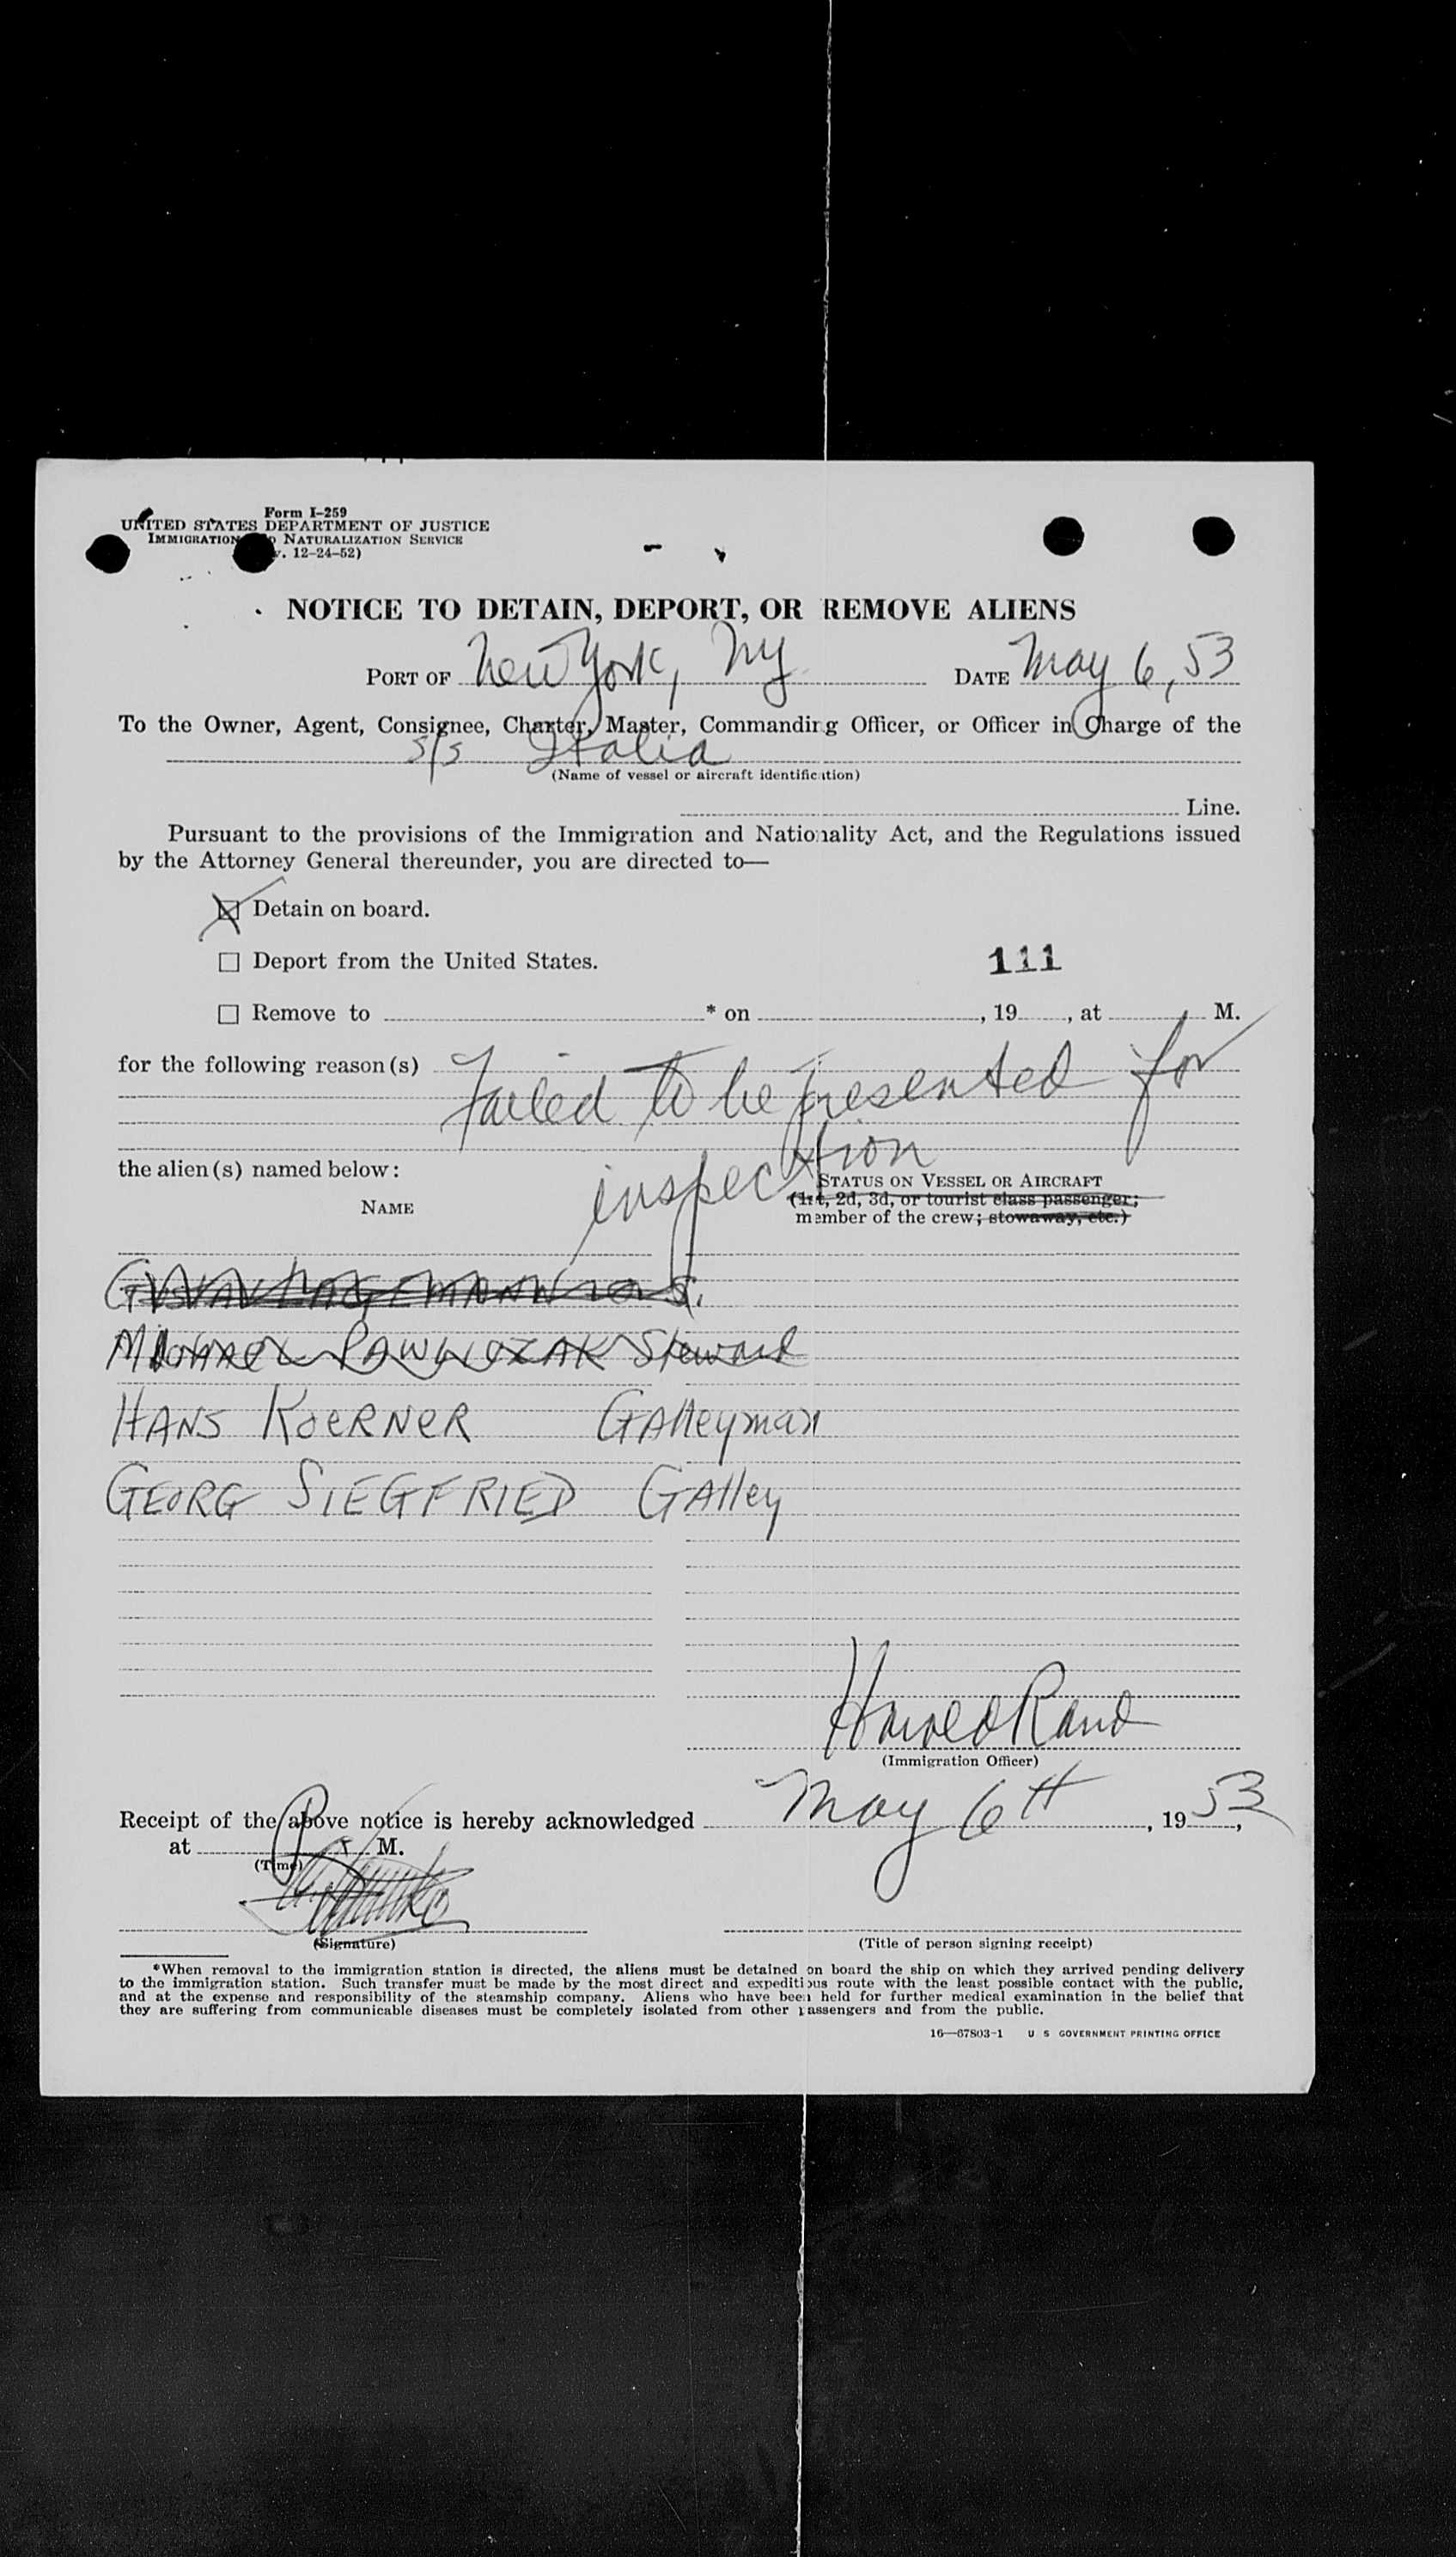 Form I-259
UNITED STATES DEPARTMENT OF JUSTICE
IMMIGRATION NATURALIZATION SERVICE
12-24-52)
NOTICE TO DETAIN, DEPORT, OR REMOVE ALIENS
PORT OF New York, NY DATE May 6, 53
To the Owner, Agent, Consignee, Charter, Master, Commanding Officer, or Officer in Charge of the
S/S Italia
(Name of vessel or aircraft identification)
Line.
Pursuant to the provisions of the Immigration and Nationality Act, and the Regulations issued
by the Attorney General thereunder, you are directed to—
Detain on board.
Deport from the United States.
111
Remove to * on , 19 , at M.
for the following reason(s) Failed to be presented for
inspection
the alien(s) named below:
STATUS ON VESSEL OR AIRCRAFT
NAME
(1st, 2d, 3d, or tourist class passenger;
member of the crew; stowaway, etc.)
Steward
HANS KOERNER GAlleyman
GEORG SIEGFRIED GAlley
Harold Rand
(Immigration Officer)
Receipt of the above notice is hereby acknowledged May 6th, 1953,
at M.
(Time)
(Signature)
(Title of person signing receipt)
*When removal to the immigration station is directed, the aliens must be detained on board the ship on which they arrived pending delivery
to the immigration station. Such transfer must be made by the most direct and expeditious route with the least possible contact with the public,
and at the expense and responsibility of the steamship company. Aliens who have been held for further medical examination in the belief that
they are suffering from communicable diseases must be completely isolated from other passengers and from the public.
16—67803-1 U S GOVERNMENT PRINTING OFFICE